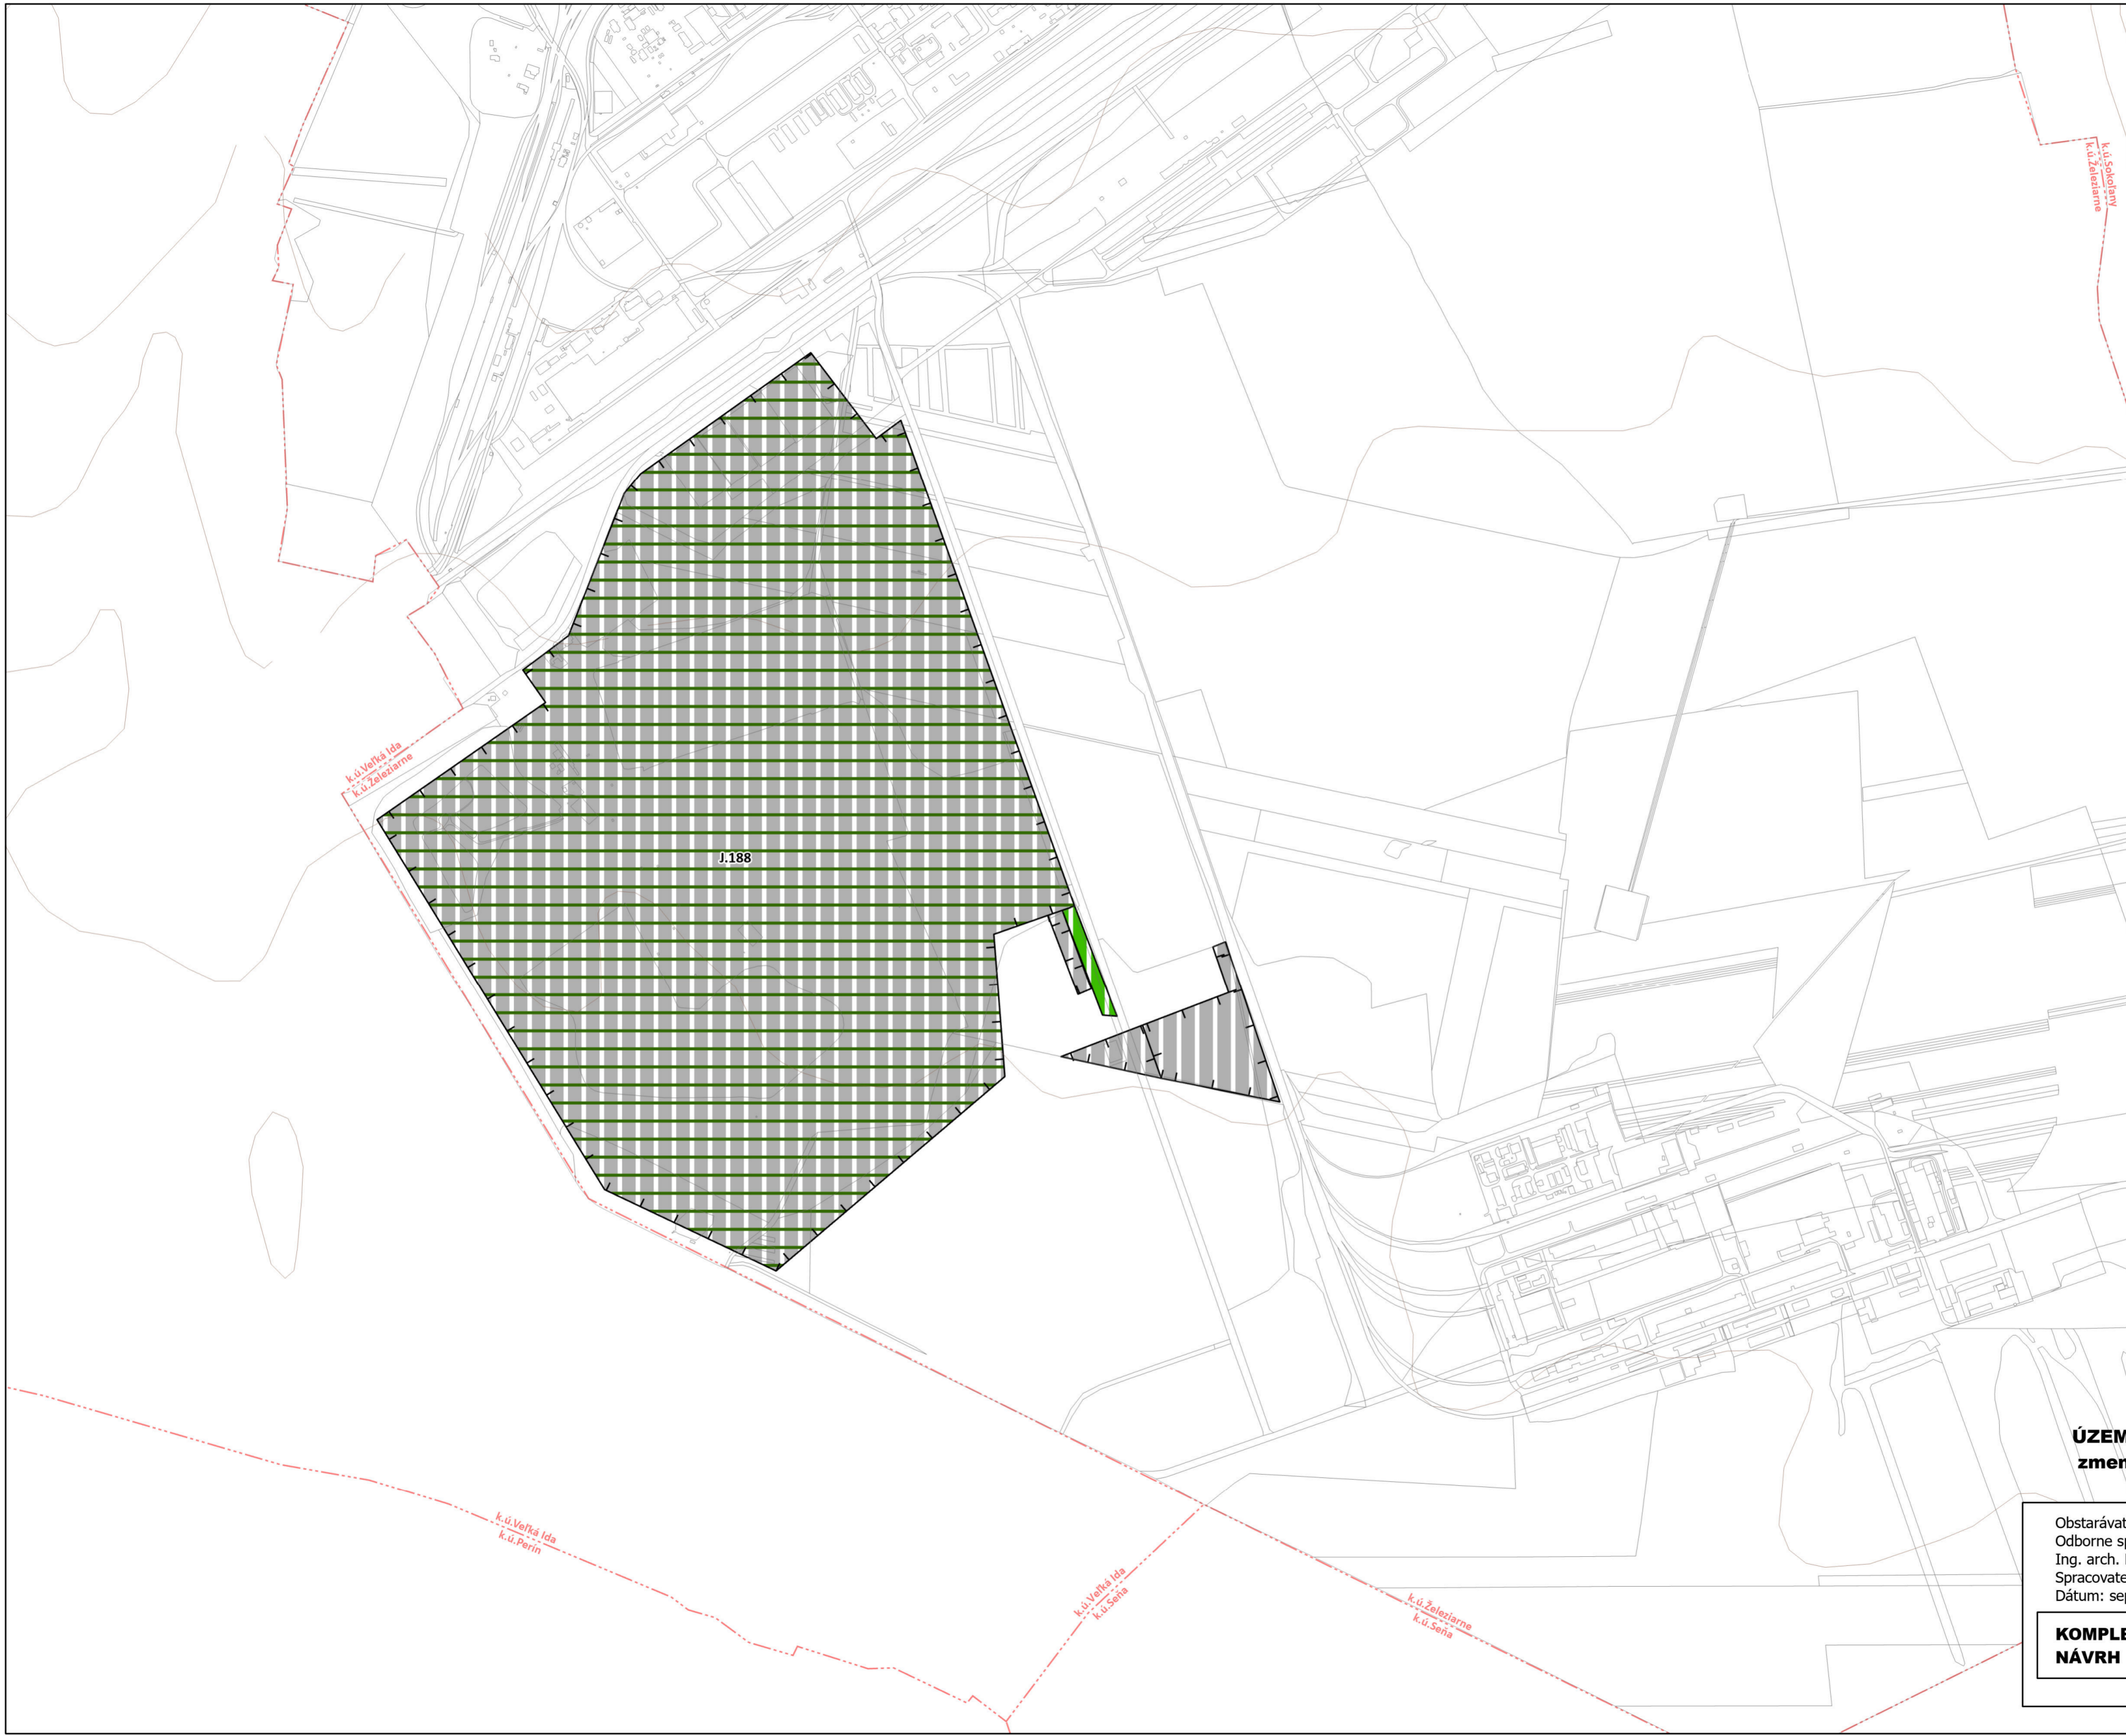 k.ú.Sokoľany
k.ú.Železiarne
k.ú.Veľká Ida
k.ú.Železiarne
J.188
k.ú.Veľká Ida
k.ú.Perín
k.ú.Veľká Ida
k.ú.Seňa
k.ú.Železiarne
k.ú.Seňa
ÚZEM
zmen
Obstarávat
Odborne sp
Ing. arch.
Spracovate
Dátum: sep
KOMPLE
NÁVRH